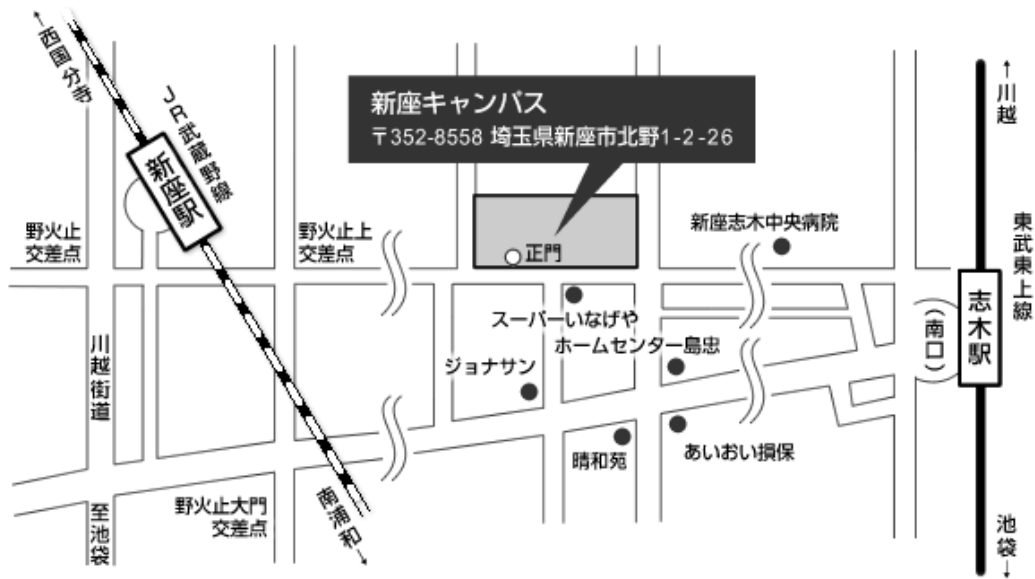 ←西国分寺
JR武蔵野線
新座駅
新座キャンパス
〒352-8558 埼玉県新座市北野1-2-26
←川越
東武東上線
野火止
交差点
野火止上
交差点
正門
新座志木中央病院
志木駅
(南口)
スーパーいなげや
ホームセンター島忠
ジョナサン
川越街道
晴和苑
あいおい損保
野火止大門
交差点
至池袋
南浦和→
池袋→